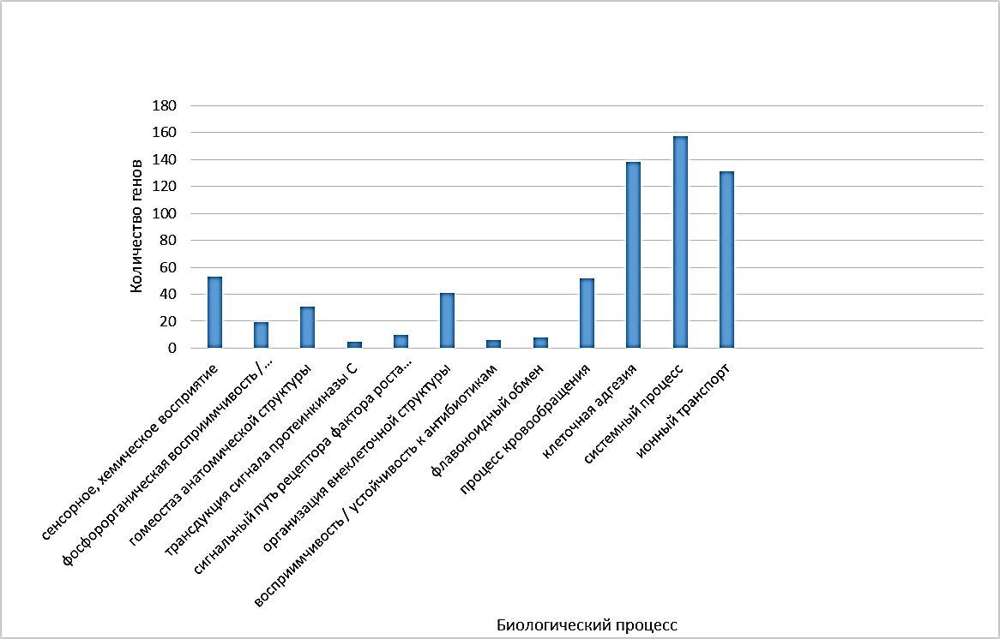 180
160
140
120
100
80
60
40
20
0
Количество генов
сенсорное, хемическое восприятие
фосфорорганическая восприимчивость /...
гомеостаз анатомической структуры
трансдукция сигнала протеинкиназы С
сигнальный путь рецептора фактора роста...
организация внеклеточной структуры
восприимчивость / устойчивость к антибиотикам
флавоноидный обмен
процесс кровообращения
клеточная адгезия
системный процесс
ионный транспорт
Биологический процесс